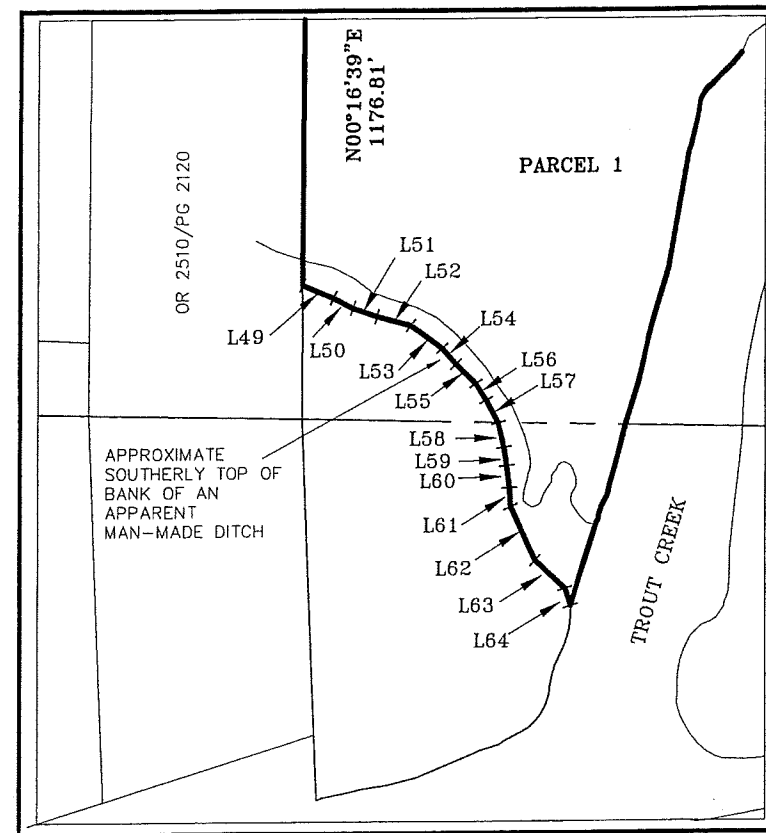 N00°16'39"E
1176.81'
PARCEL 1
OR 2510/PG 2120
L51
L52
L49
L50
L54
L53
L56
L57
L55
L58
L59
L60
L61
L62
L63
L64
APPROXIMATE
SOUTHERLY TOP OF
BANK OF AN
APPARENT
MAN-MADE DITCH
TROUT CREEK